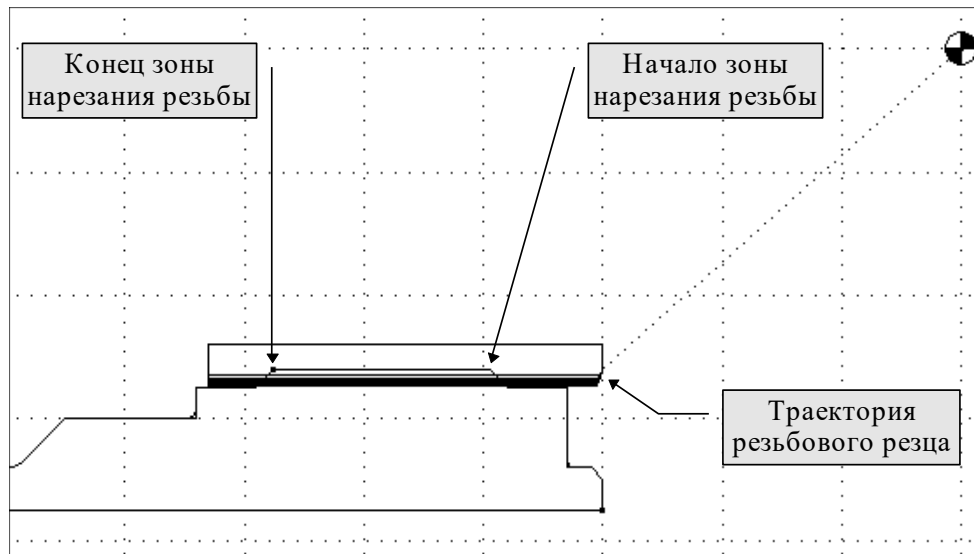 Конец зоны
нарезания резьбы
Начало зоны
нарезания резьбы
Траектория
резьбового резца